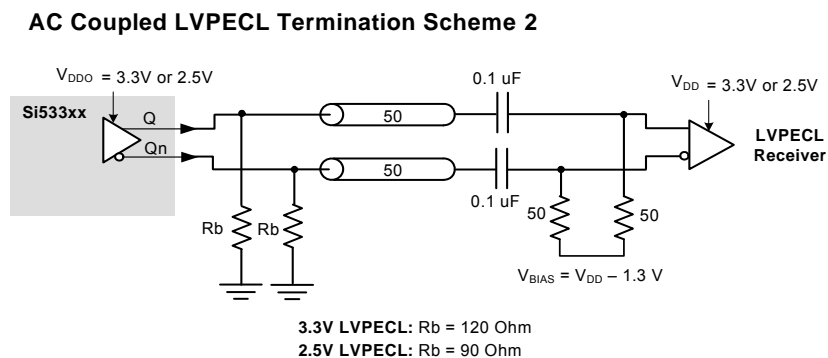 AC Coupled LVPECL Termination Scheme 2
VDDO = 3.3V or 2.5V
0.1 uF
VDD = 3.3V or 2.5V
Si533xx
Q
50
LVPECL
Receiver
Qn
50
0.1 uF
Rb
Rb
50
50
VBIAS = VDD – 1.3 V
3.3V LVPECL: Rb = 120 Ohm
2.5V LVPECL: Rb = 90 Ohm